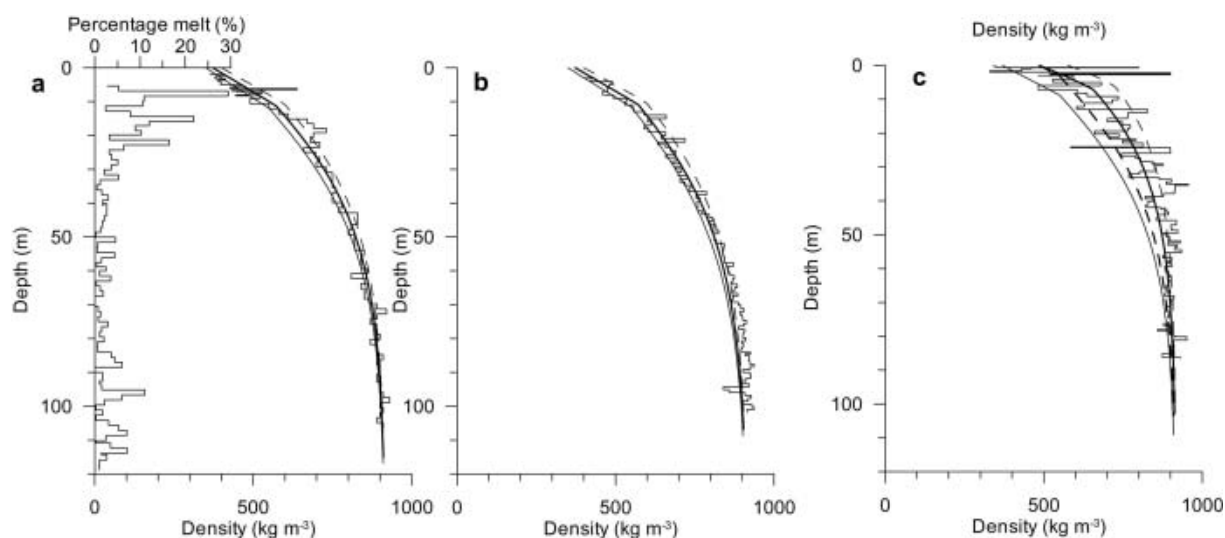 Percentage melt (%)
0 10 20 30
Density (kg m⁻³)
a
b
c
0
50
100
Depth (m)
0
50
100
Depth (m)
0
50
100
Depth (m)
0 500 1000
Density (kg m⁻³)
0 500 1000
Density (kg m⁻³)
0 500 1000
Density (kg m⁻³)